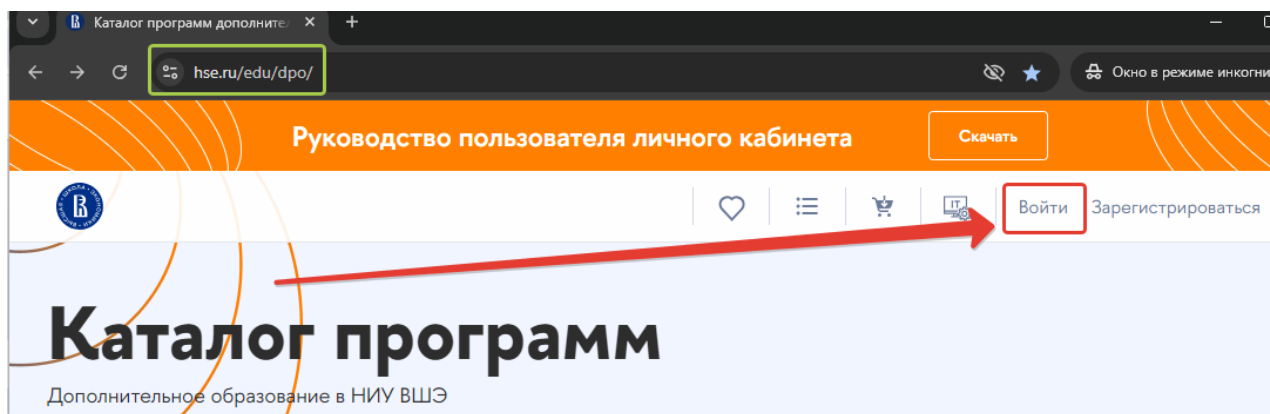 Каталог программ дополните
hse.ru/edu/dpo/
Окно в режиме инкогни
Руководство пользователя личного кабинета
Скачать
IT
Войти
Зарегистрироваться
Каталог программ
Дополнительное образование в НИУ ВШЭ